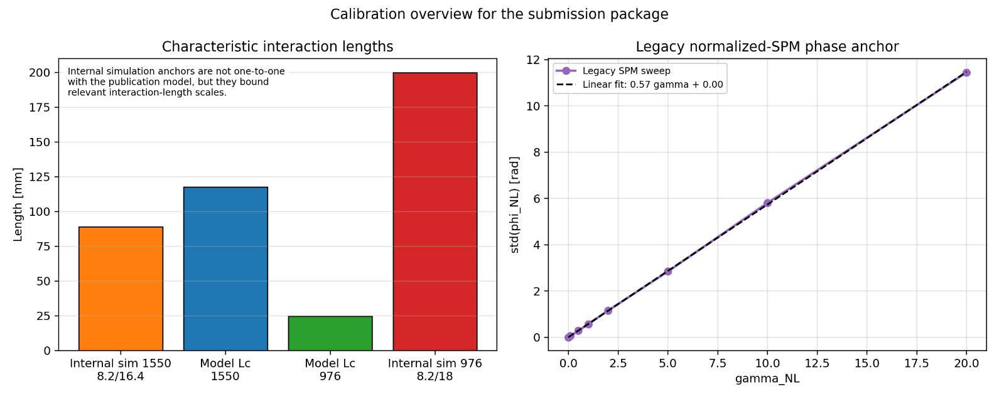 Calibration overview for the submission package
Characteristic interaction lengths
Internal simulation anchors are not one-to-one
with the publication model, but they bound
relevant interaction-length scales.
Length [mm]
200
175
150
125
100
75
50
25
0
Internal sim 1550
8.2/16.4
Model Lc
1550
Model Lc
976
Internal sim 976
8.2/18
Legacy normalized-SPM phase anchor
Legacy SPM sweep
Linear fit: 0.57 gamma + 0.00
std(phi_NL) [rad]
12
10
8
6
4
2
0
0.0 2.5 5.0 7.5 10.0 12.5 15.0 17.5 20.0
gamma_NL